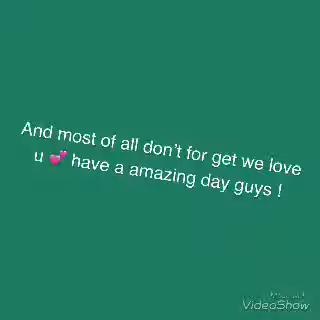 And most of all don't for get we love
u 💕 have a amazing day guys !
VideoShow